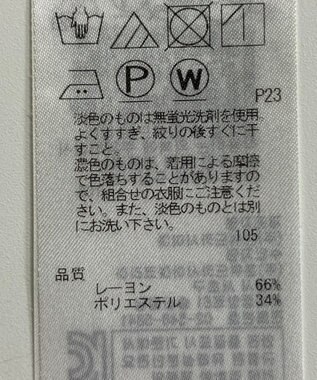 P
W
P23
淡色のものは無蛍光洗剤を使用、
よくすすぎ、絞りの後すぐに干
すこと。
濃色のものは、着用による摩擦
で色落ちすることがありますの
で、組合せの衣服にご注意くだ
さい。また、淡色のものとは別
にお洗い下さい。
105
品質
レーヨン 66%
ポリエステル 34%